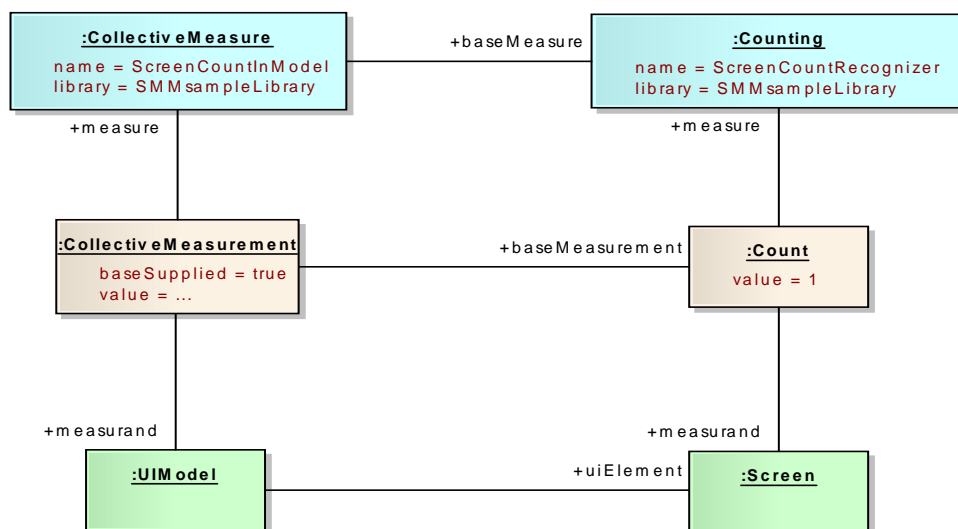 :CollectiveMeasure
name = ScreenCountInModel
library = SMMsampleLibrary
+baseMeasure
:Counting
name = ScreenCountRecognizer
library = SMMsampleLibrary
+measure
+measure
:CollectiveMeasurement
baseSupplied = true
value = ...
+baseMeasurement
:Count
value = 1
+measurand
+measurand
:UIModel
+uiElement
:Screen